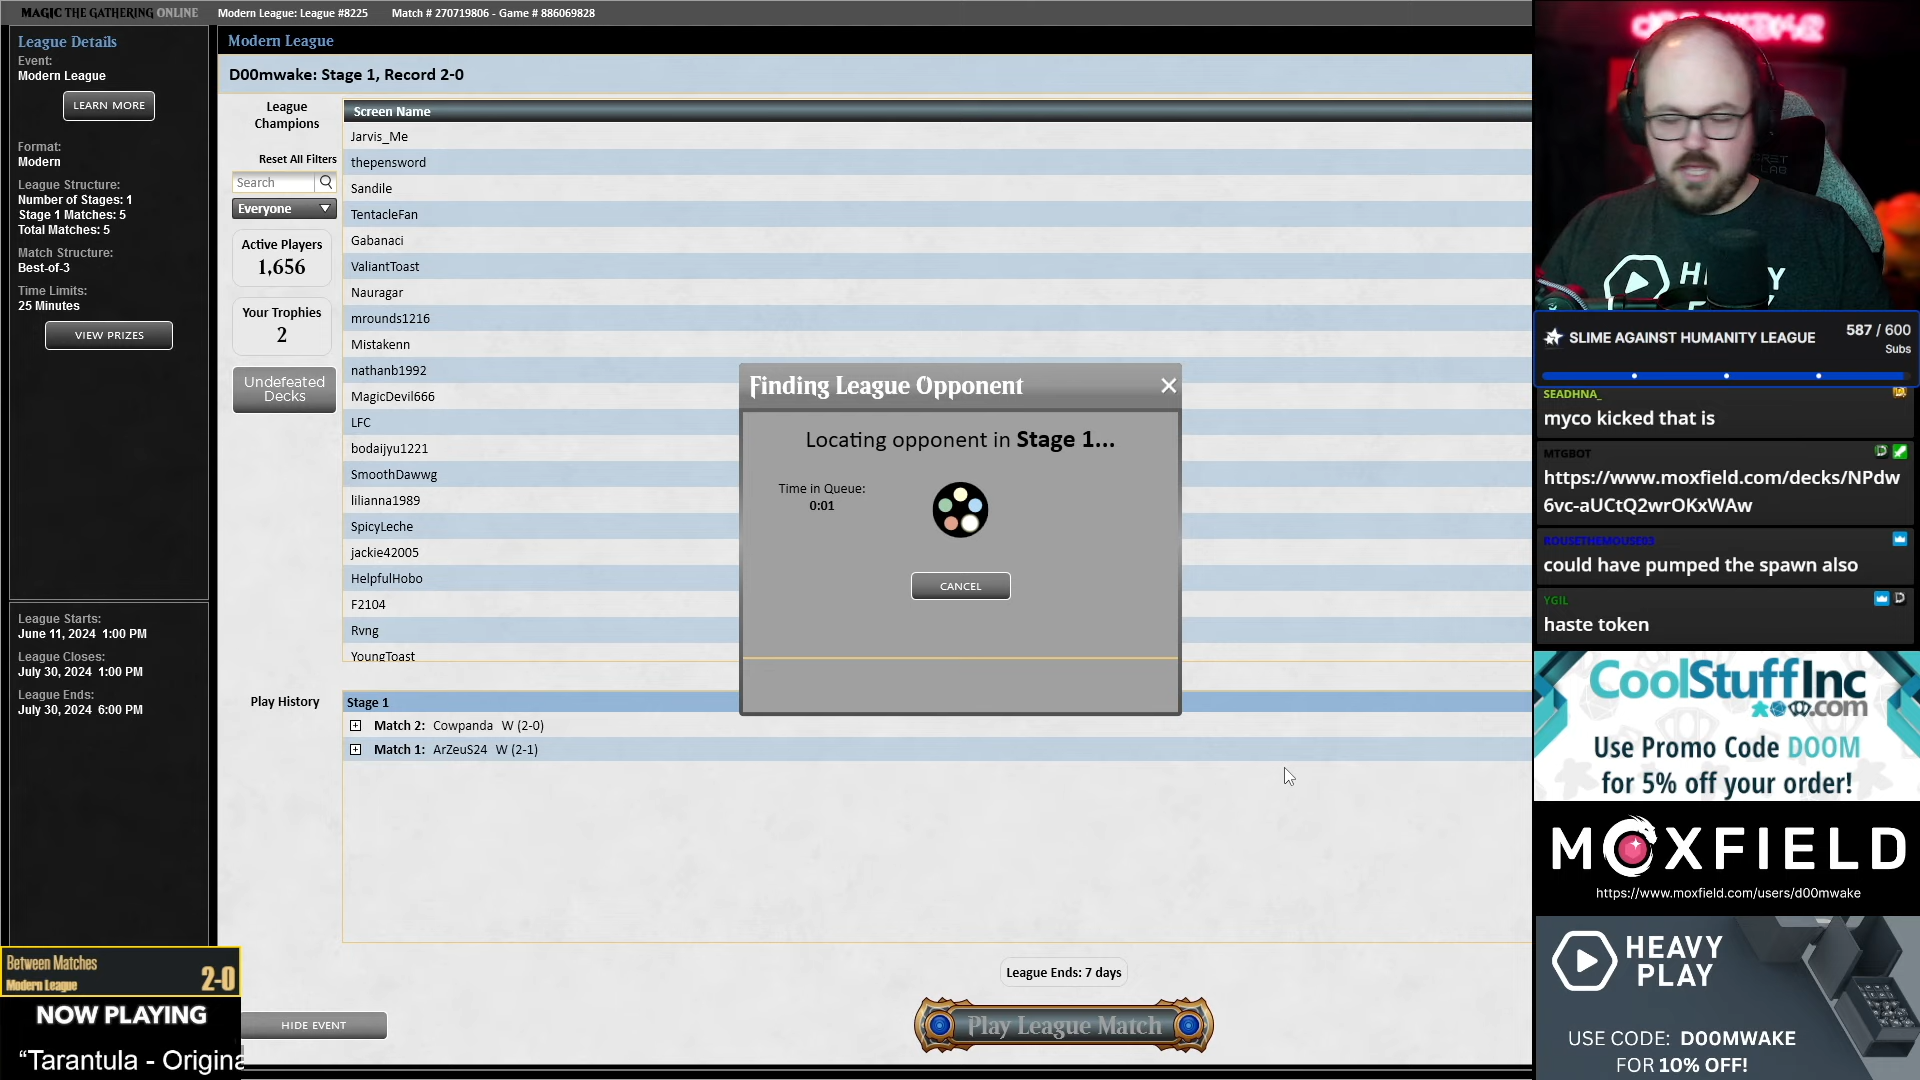 MAGIC THE GATHERING ONLINE
Modern League: League #8225
Match # 270719806 - Game # 886069828
League Details
Event:
Modern League
LEARN MORE
Format:
Modern
League Structure:
Number of Stages: 1
Stage 1 Matches: 5
Total Matches: 5
Match Structure:
Best-of-3
Time Limits:
25 Minutes
VIEW PRIZES
League Starts:
June 11, 2024 1:00 PM
League Closes:
July 30, 2024 1:00 PM
League Ends:
July 30, 2024 6:00 PM
Between Matches
Modern League
2-0
NOW PLAYING
“Tarantula - Origina
Modern League
D00mwake: Stage 1, Record 2-0
League
Champions
Reset All Filters
Search
Everyone
Active Players
1,656
Your Trophies
2
Undefeated
Decks
Screen Name
Jarvis_Me
thepensword
Sandile
TentacleFan
Gabanaci
ValiantToast
Nauragar
mrounds1216
Mistakenn
nathanb1992
MagicDevil666
LFC
bodaijyu1221
SmoothDawwg
lilianna1989
SpicyLeche
jackie42005
HelpfulHobo
F2104
Rvng
YoungToast
Finding League Opponent
Locating opponent in Stage 1...
Time in Queue:
0:01
CANCEL
Play History
Stage 1
Match 2: Cowpanda W (2-0)
Match 1: ArZeuS24 W (2-1)
League Ends: 7 days
HIDE EVENT
Play League Match
SLIME AGAINST HUMANITY LEAGUE
587 / 600
Subs
SEADHNA_
myco kicked that is
MTGBOT
https://www.moxfield.com/decks/NPdw
6vc-aUCtQ2wrOKxWAw
ROUSETHEMOUSE03
could have pumped the spawn also
YGIL
haste token
CoolStuffInc
.com
Use Promo Code DOOM
for 5% off your order!
MOXFIELD
https://www.moxfield.com/users/d00mwake
HEAVY
PLAY
USE CODE: D00MWAKE
FOR 10% OFF!